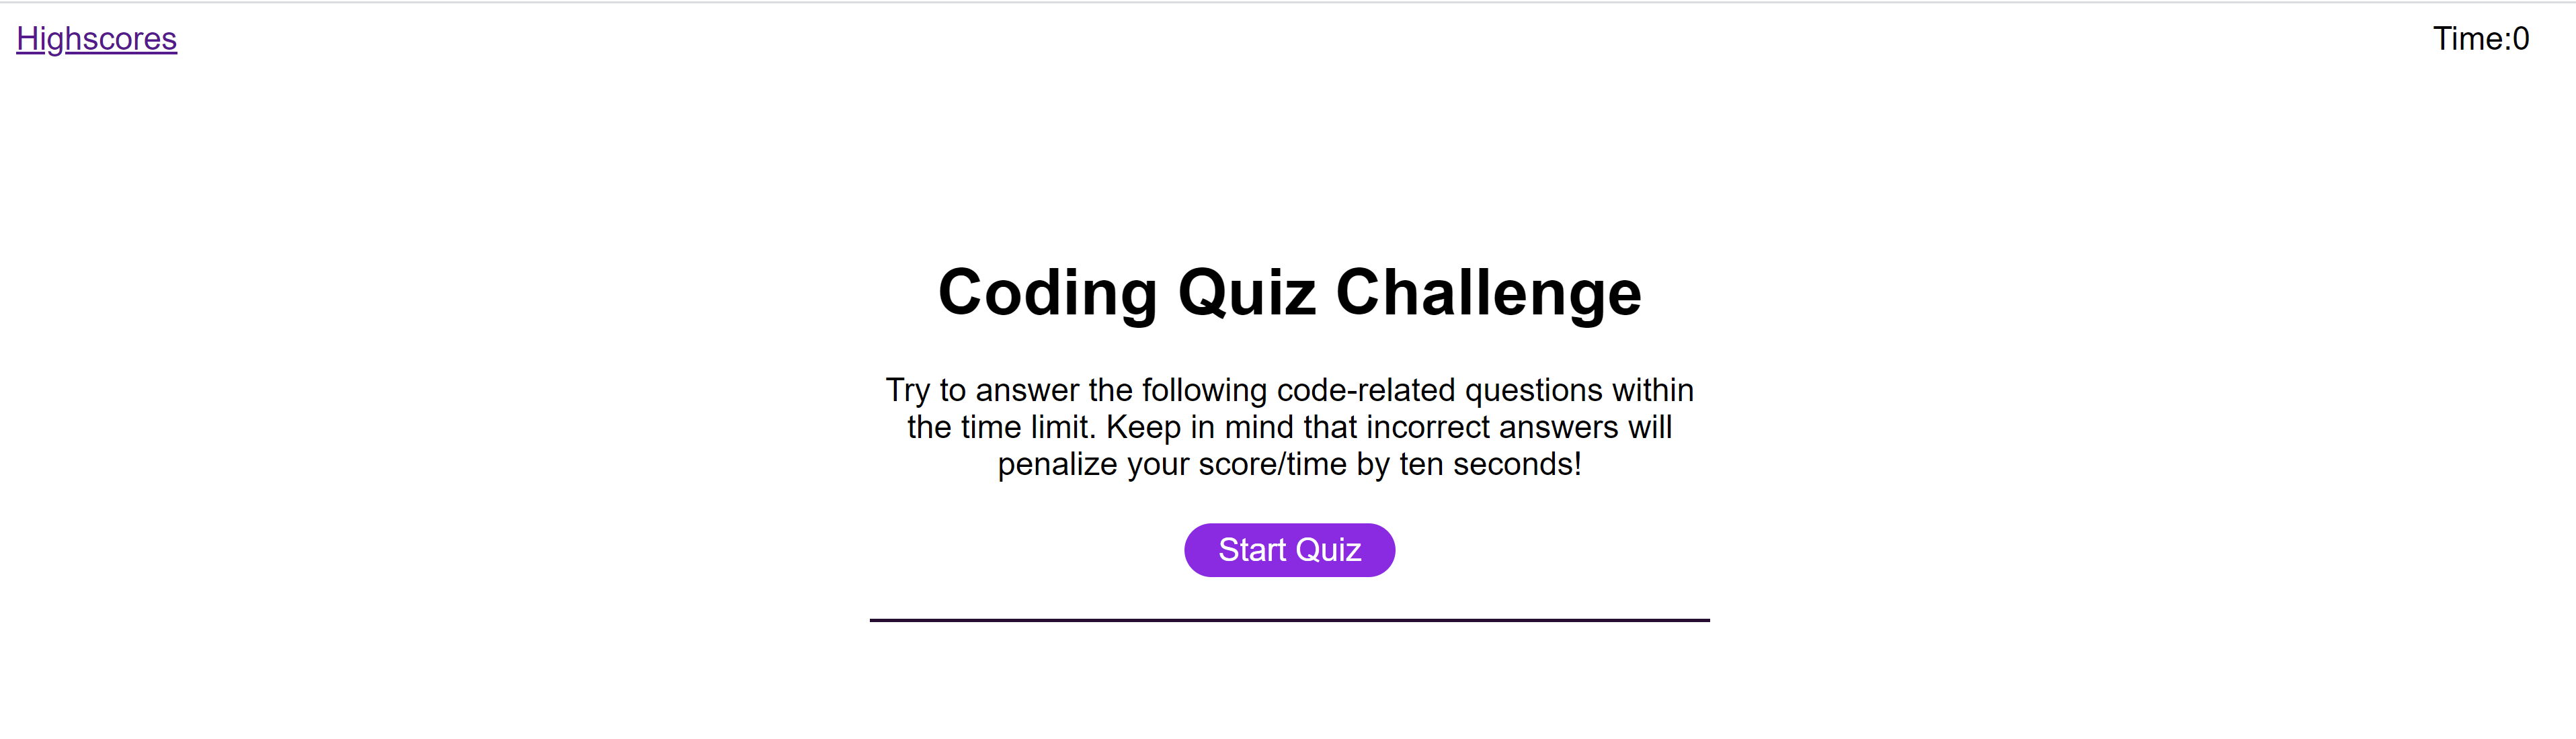 Highscores
Time:0
Coding Quiz Challenge
Try to answer the following code-related questions within
the time limit. Keep in mind that incorrect answers will
penalize your score/time by ten seconds!
Start Quiz